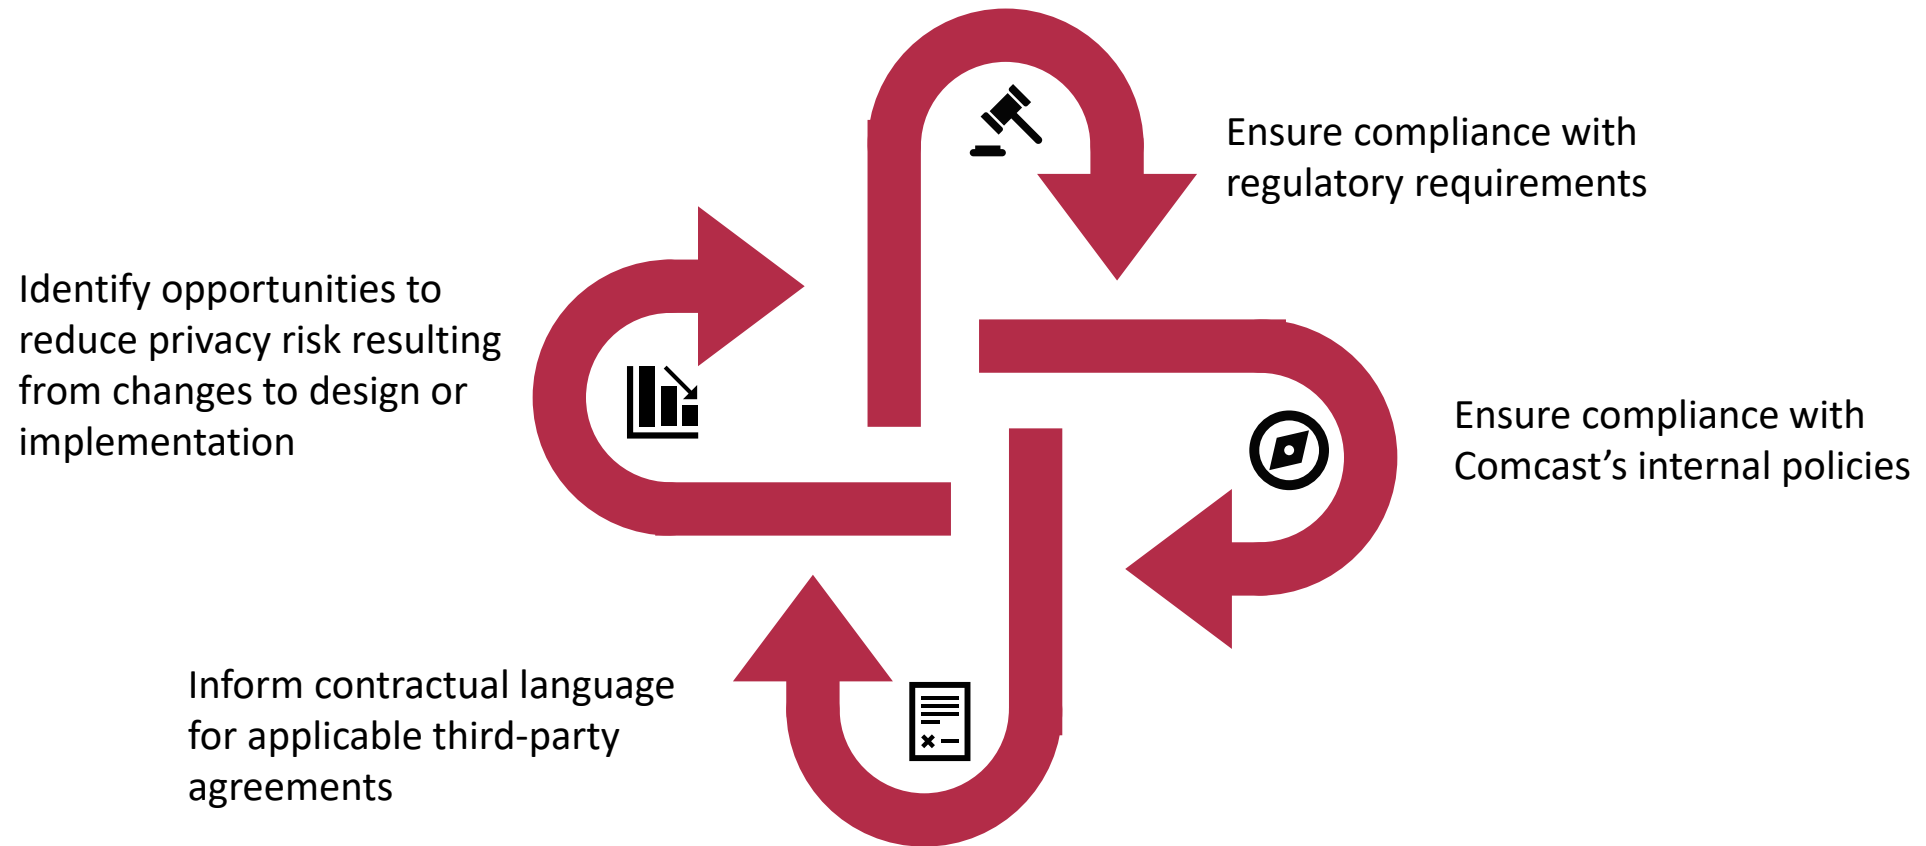 Ensure compliance with
regulatory requirements
Identify opportunities to
reduce privacy risk resulting
from changes to design or
implementation
Ensure compliance with
Comcast’s internal policies
Inform contractual language
for applicable third-party
agreements